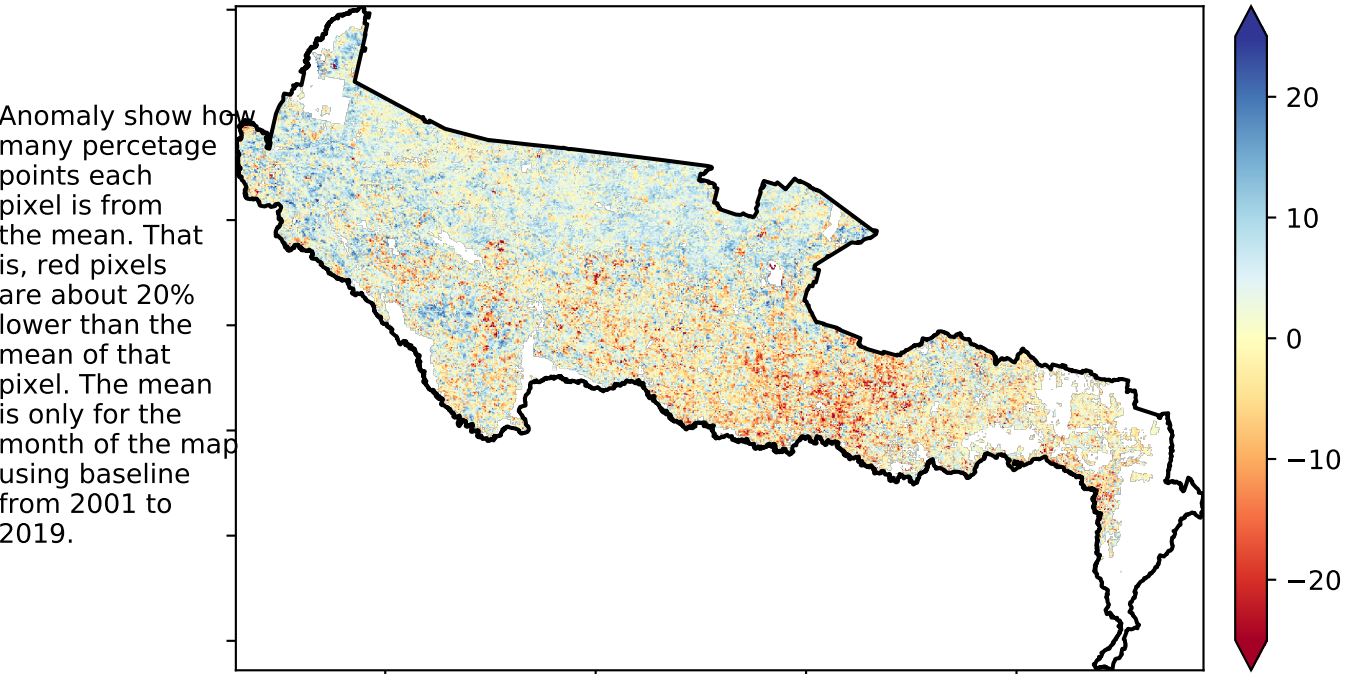 Anomaly show how
many percetage
points each
pixel is from
the mean. That
is, red pixels
are about 20%
lower than the
mean of that
pixel. The mean
is only for the
month of the map
using baseline
from 2001 to
2019.
20
10
0
−10
−20